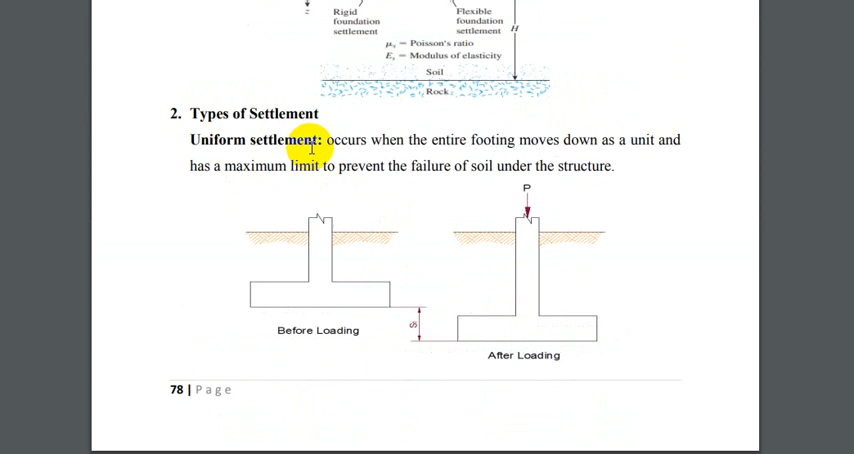 z
Rigid
foundation
settlement
Flexible
foundation
settlement
H
μs = Poisson's ratio
Es = Modulus of elasticity
Soil
Rock
2. Types of Settlement
Uniform settlement: occurs when the entire footing moves down as a unit and
has a maximum limit to prevent the failure of soil under the structure.
P
Before Loading
S
After Loading
78 | Page